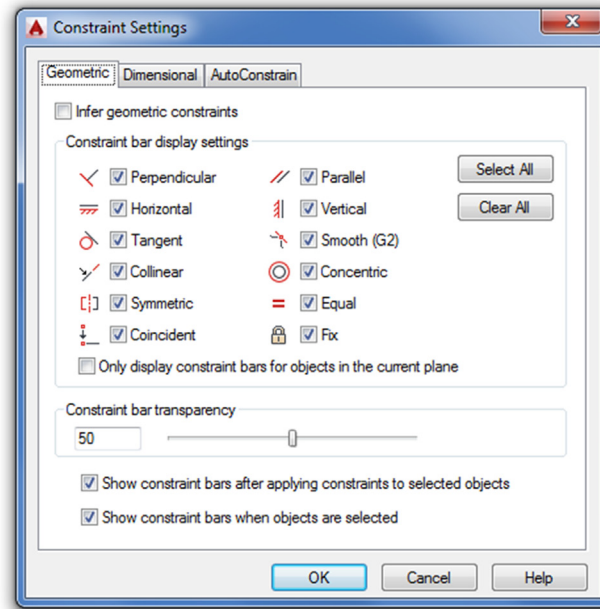 Constraint Settings
Geometric Dimensional AutoConstrain
Infer geometric constraints
Constraint bar display settings
Perpendicular Parallel Select All
Horizontal Vertical Clear All
Tangent Smooth (G2)
Collinear Concentric
Symmetric Equal
Coincident Fix
Only display constraint bars for objects in the current plane
Constraint bar transparency
50
Show constraint bars after applying constraints to selected objects
Show constraint bars when objects are selected
OK Cancel Help